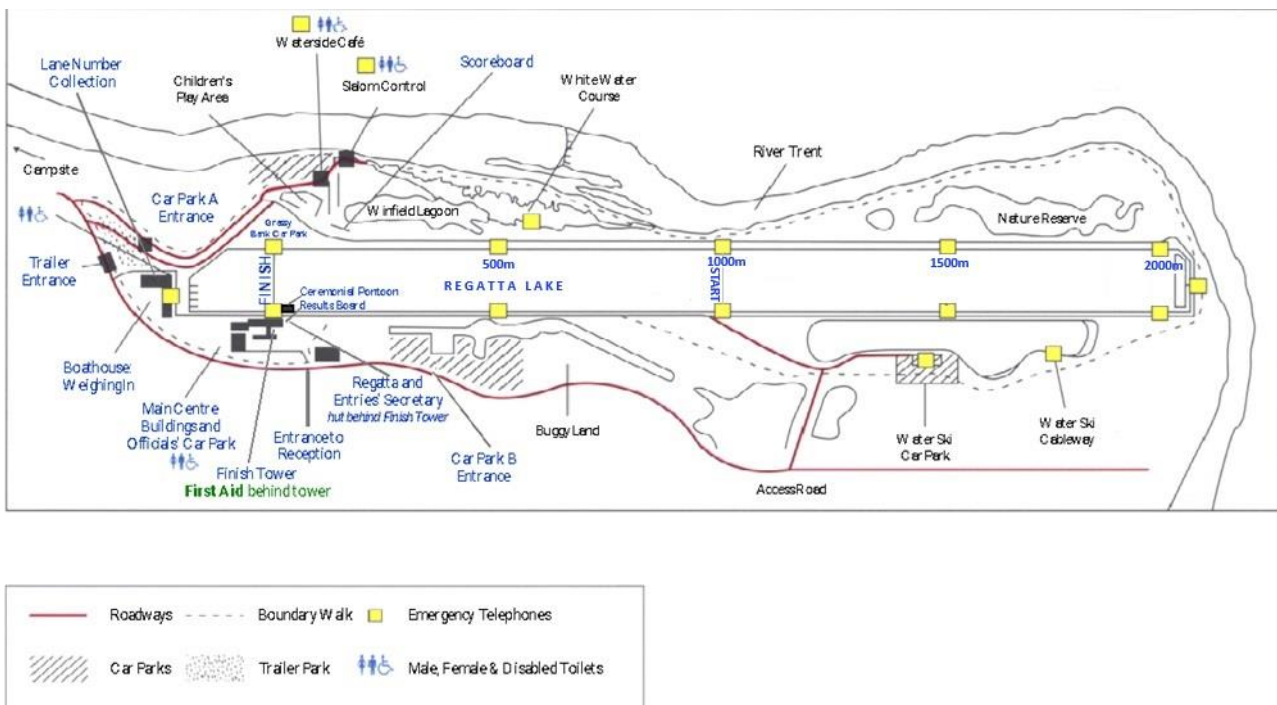 Waterside Café
Lane Number
Collection
Children's
Play Area
Slalom Control
Scoreboard
White Water
Course
River Trent
Campsite
Car Park A
Entrance
Winfield Lagoon
Nature Reserve
Grassy
Bank Car Park
Trailer
Entrance
FINISH
500m
1000m
1500m
2000m
REGATTA LAKE
START
Ceremonial Pontoon
Results Board
Boathouse:
Weighing In
Main Centre
Buildings and
Officials' Car Park
Entrance to
Reception
Regatta and
Entries' Secretary
hut behind Finish Tower
Finish Tower
First Aid behind tower
Car Park B
Entrance
Buggy Land
Access Road
Water Ski
Car Park
Water Ski
Cableway
Roadways
Boundary Walk
Emergency Telephones
Car Parks
Trailer Park
Male, Female & Disabled Toilets